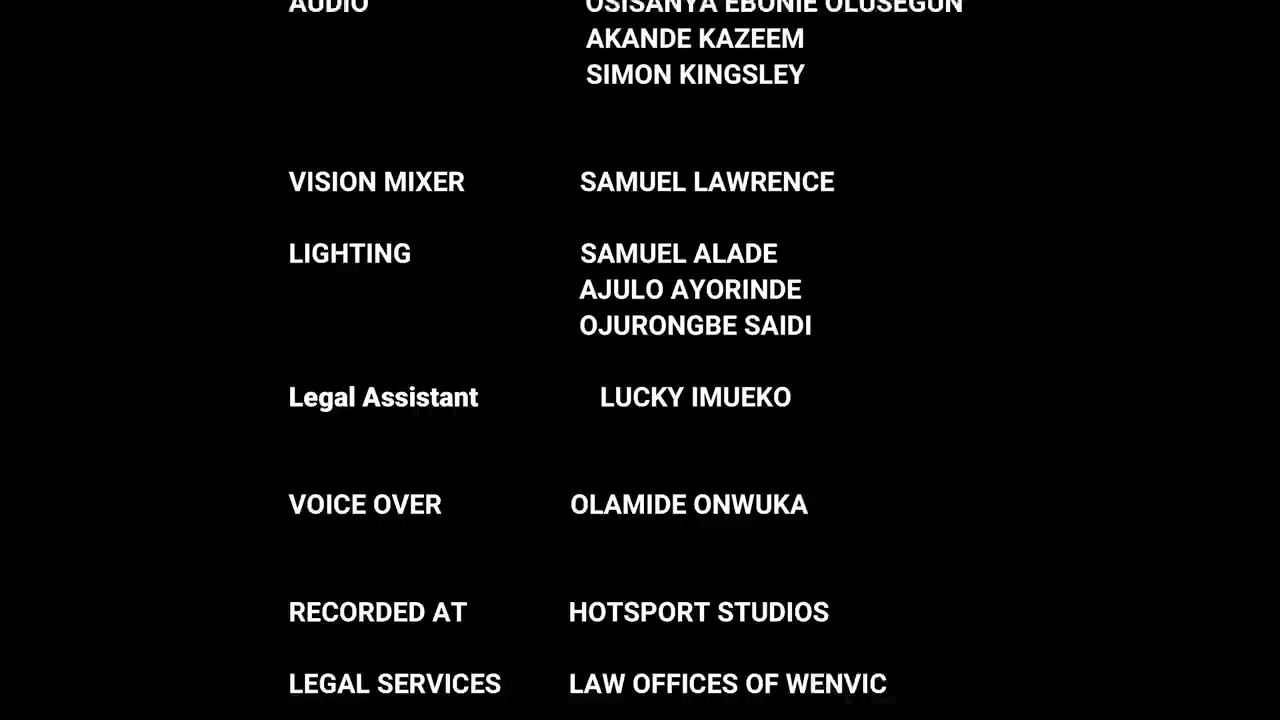 AUDIO OSISANYA EBONIE OLUSEGUN
AKANDE KAZEEM
SIMON KINGSLEY
VISION MIXER SAMUEL LAWRENCE
LIGHTING SAMUEL ALADE
AJULO AYORINDE
OJURONGBE SAIDI
Legal Assistant LUCKY IMUEKO
VOICE OVER OLAMIDE ONWUKA
RECORDED AT HOTSPORT STUDIOS
LEGAL SERVICES LAW OFFICES OF WENVIC